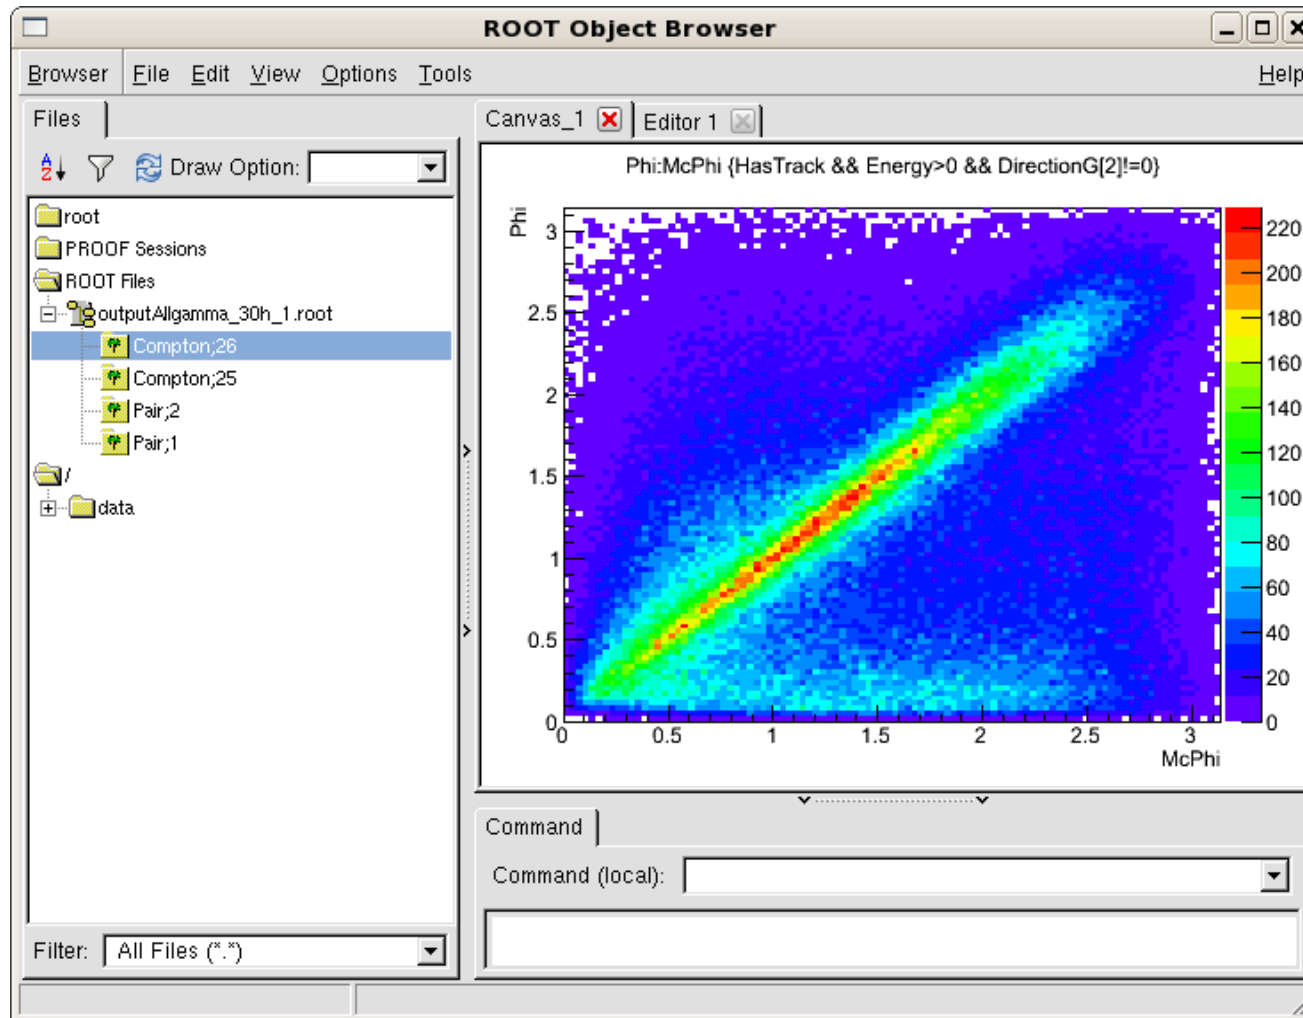 ROOT Object Browser
Browser File Edit View Options Tools Help
Files
Draw Option:
root
PROOF Sessions
ROOT Files
outputAllgamma_30h_1.root
Compton;26
Compton;25
Pair;2
Pair;1
/
data
Filter: All Files (*.*)
Canvas_1 Editor 1
Phi:McPhi {HasTrack && Energy>0 && DirectionG[2]!=0}
Phi
3
2.5
2
1.5
1
0.5
0
0 0.5 1 1.5 2 2.5 3
McPhi
220
200
180
160
140
120
100
80
60
40
20
0
Command
Command (local):